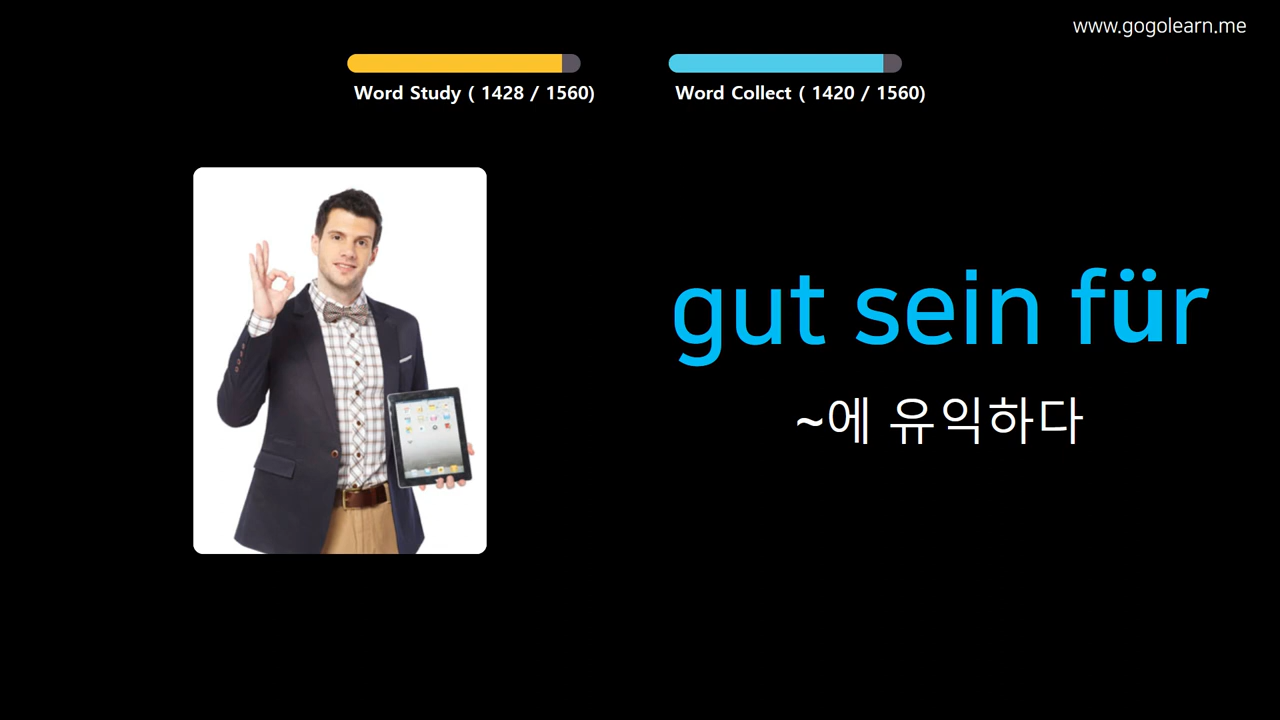 www.gogolearn.me
Word Study ( 1428 / 1560)
Word Collect ( 1420 / 1560)
gut sein für
~에 유익하다